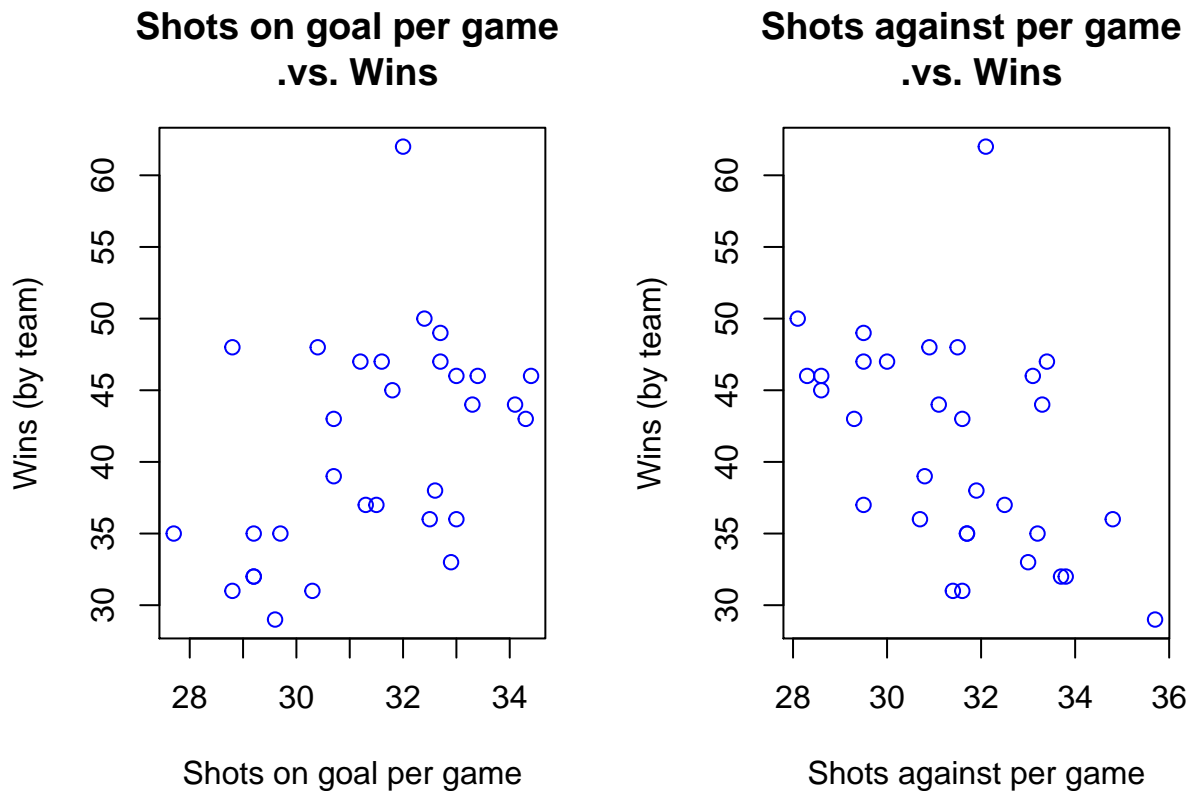 Shots on goal per game
.vs. Wins
Wins (by team)
60
55
50
45
40
35
30
28 30 32 34
Shots on goal per game
Shots against per game
.vs. Wins
Wins (by team)
60
55
50
45
40
35
30
28 30 32 34 36
Shots against per game